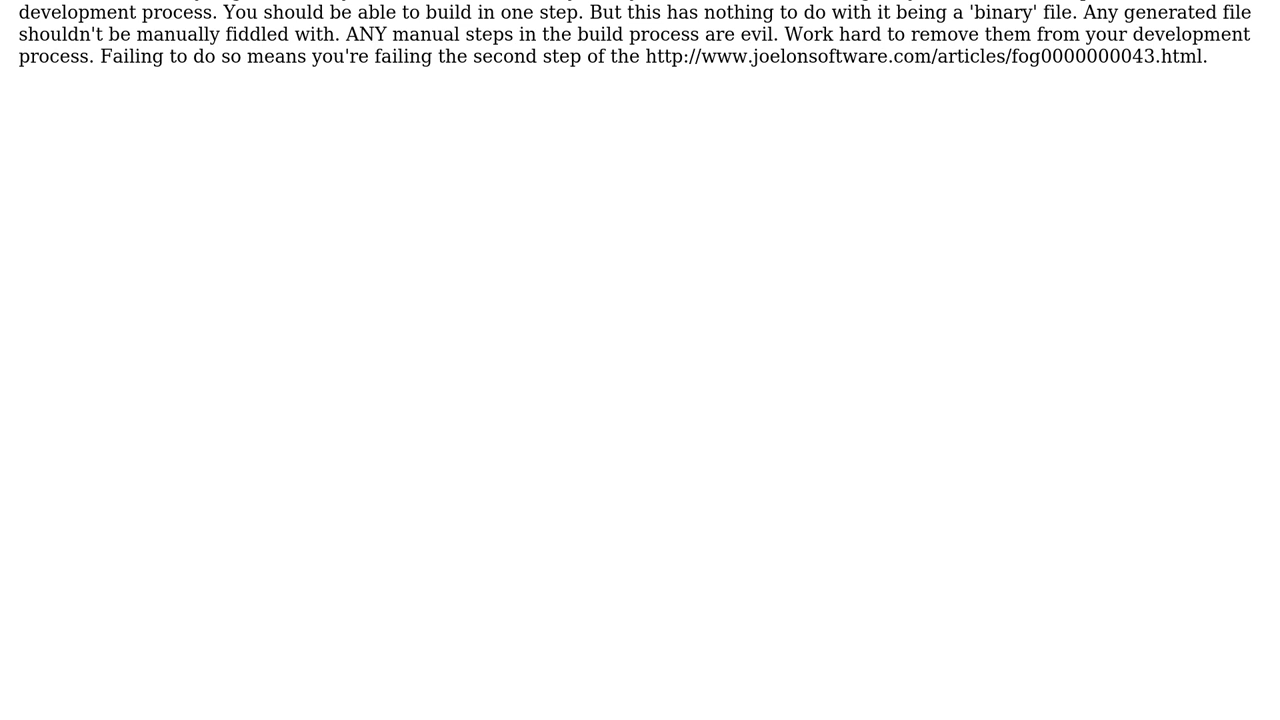 development process. You should be able to build in one step. But this has nothing to do with it being a 'binary' file. Any generated file
shouldn't be manually fiddled with. ANY manual steps in the build process are evil. Work hard to remove them from your development
process. Failing to do so means you're failing the second step of the http://www.joelonsoftware.com/articles/fog0000000043.html.